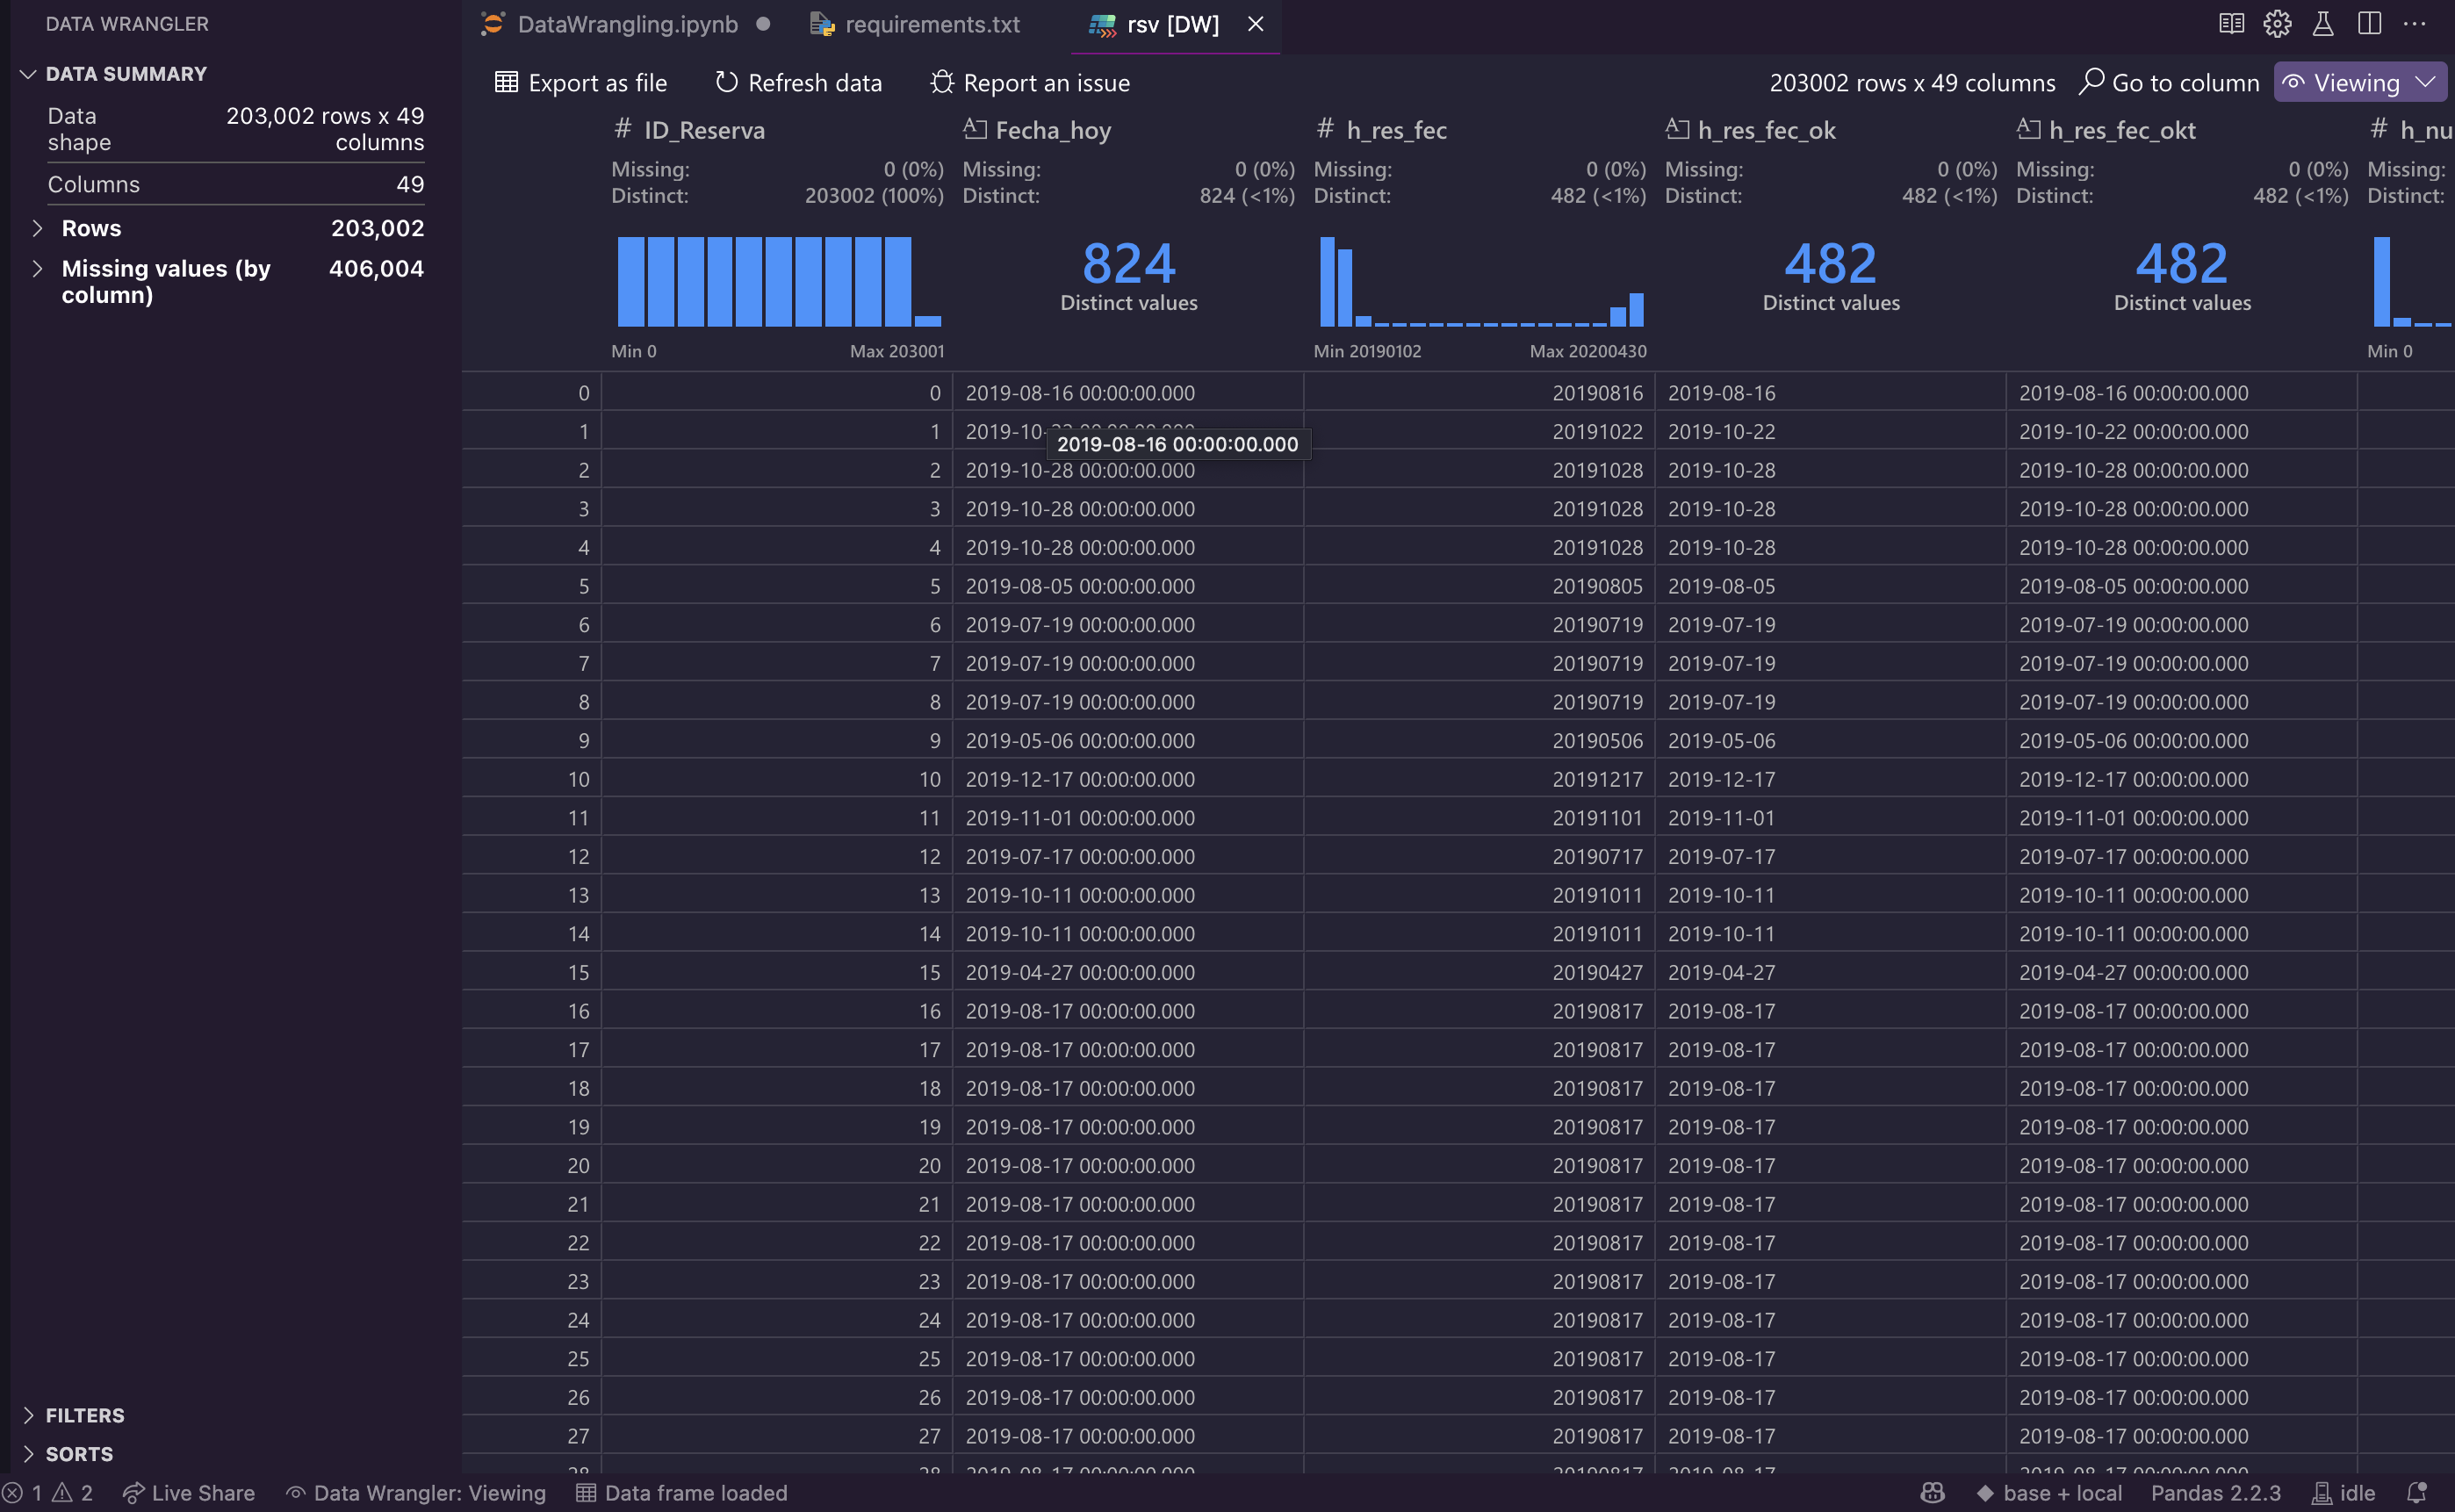 DATA WRANGLER
DataWrangling.ipynb
requirements.txt
rsv [DW]
DATA SUMMARY
Data shape 203,002 rows x 49 columns
Columns 49
Rows 203,002
Missing values (by column) 406,004
FILTERS
SORTS
Export as file Refresh data Report an issue 203002 rows x 49 columns Go to column Viewing
# ID_Reserva Fecha_hoy # h_res_fec h_res_fec_ok h_res_fec_okt # h_nu
Missing: 0 (0%) Missing: 0 (0%) Missing: 0 (0%) Missing: 0 (0%) Missing: 0 (0%) Missing:
Distinct: 203002 (100%) Distinct: 824 (<1%) Distinct: 482 (<1%) Distinct: 482 (<1%) Distinct: 482 (<1%) Distinct:
824 482 482
Distinct values Distinct values Distinct values
Min 0 Max 203001 Min 20190102 Max 20200430 Min 0
0 0 2019-08-16 00:00:00.000 20190816 2019-08-16 2019-08-16 00:00:00.000
1 1 2019-10- 20191022 2019-10-22 2019-10-22 00:00:00.000
2019-08-16 00:00:00.000
2 2 2019-10-28 00:00:00.000 20191028 2019-10-28 2019-10-28 00:00:00.000
3 3 2019-10-28 00:00:00.000 20191028 2019-10-28 2019-10-28 00:00:00.000
4 4 2019-10-28 00:00:00.000 20191028 2019-10-28 2019-10-28 00:00:00.000
5 5 2019-08-05 00:00:00.000 20190805 2019-08-05 2019-08-05 00:00:00.000
6 6 2019-07-19 00:00:00.000 20190719 2019-07-19 2019-07-19 00:00:00.000
7 7 2019-07-19 00:00:00.000 20190719 2019-07-19 2019-07-19 00:00:00.000
8 8 2019-07-19 00:00:00.000 20190719 2019-07-19 2019-07-19 00:00:00.000
9 9 2019-05-06 00:00:00.000 20190506 2019-05-06 2019-05-06 00:00:00.000
10 10 2019-12-17 00:00:00.000 20191217 2019-12-17 2019-12-17 00:00:00.000
11 11 2019-11-01 00:00:00.000 20191101 2019-11-01 2019-11-01 00:00:00.000
12 12 2019-07-17 00:00:00.000 20190717 2019-07-17 2019-07-17 00:00:00.000
13 13 2019-10-11 00:00:00.000 20191011 2019-10-11 2019-10-11 00:00:00.000
14 14 2019-10-11 00:00:00.000 20191011 2019-10-11 2019-10-11 00:00:00.000
15 15 2019-04-27 00:00:00.000 20190427 2019-04-27 2019-04-27 00:00:00.000
16 16 2019-08-17 00:00:00.000 20190817 2019-08-17 2019-08-17 00:00:00.000
17 17 2019-08-17 00:00:00.000 20190817 2019-08-17 2019-08-17 00:00:00.000
18 18 2019-08-17 00:00:00.000 20190817 2019-08-17 2019-08-17 00:00:00.000
19 19 2019-08-17 00:00:00.000 20190817 2019-08-17 2019-08-17 00:00:00.000
20 20 2019-08-17 00:00:00.000 20190817 2019-08-17 2019-08-17 00:00:00.000
21 21 2019-08-17 00:00:00.000 20190817 2019-08-17 2019-08-17 00:00:00.000
22 22 2019-08-17 00:00:00.000 20190817 2019-08-17 2019-08-17 00:00:00.000
23 23 2019-08-17 00:00:00.000 20190817 2019-08-17 2019-08-17 00:00:00.000
24 24 2019-08-17 00:00:00.000 20190817 2019-08-17 2019-08-17 00:00:00.000
25 25 2019-08-17 00:00:00.000 20190817 2019-08-17 2019-08-17 00:00:00.000
26 26 2019-08-17 00:00:00.000 20190817 2019-08-17 2019-08-17 00:00:00.000
27 27 2019-08-17 00:00:00.000 20190817 2019-08-17 2019-08-17 00:00:00.000
1 2 Live Share Data Wrangler: Viewing Data frame loaded base + local Pandas 2.2.3 idle